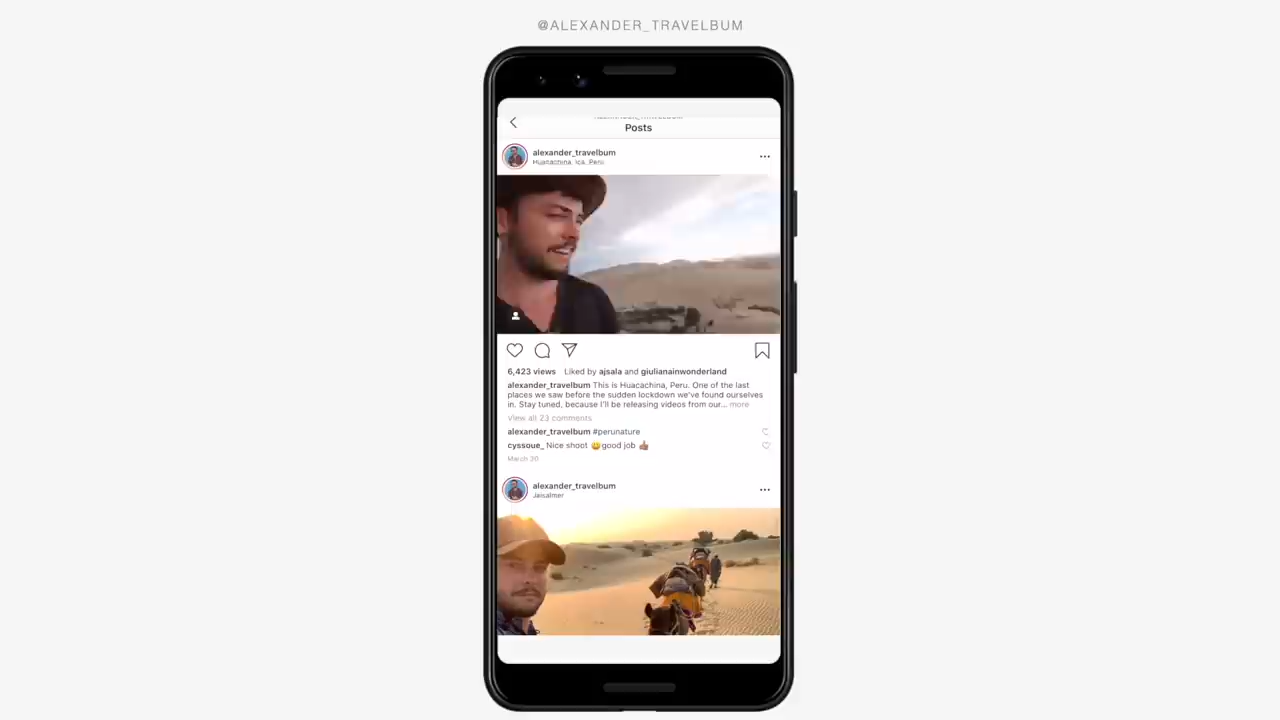 @ALEXANDER_TRAVELBUM
Posts
alexander_travelbum
Huanachina, Ica, Peru
6,423 views Liked by ajsala and giulianainwonderland
alexander_travelbum This is Huacachina, Peru. One of the last
places we saw before the sudden lockdown we've found ourselves
in. Stay tuned, because I'll be releasing videos from our... more
View all 23 comments
alexander_travelbum #perunature
cyssoue_ Nice shoot 😀good job 👍🏽
March 20
alexander_travelbum
Jaisalmer